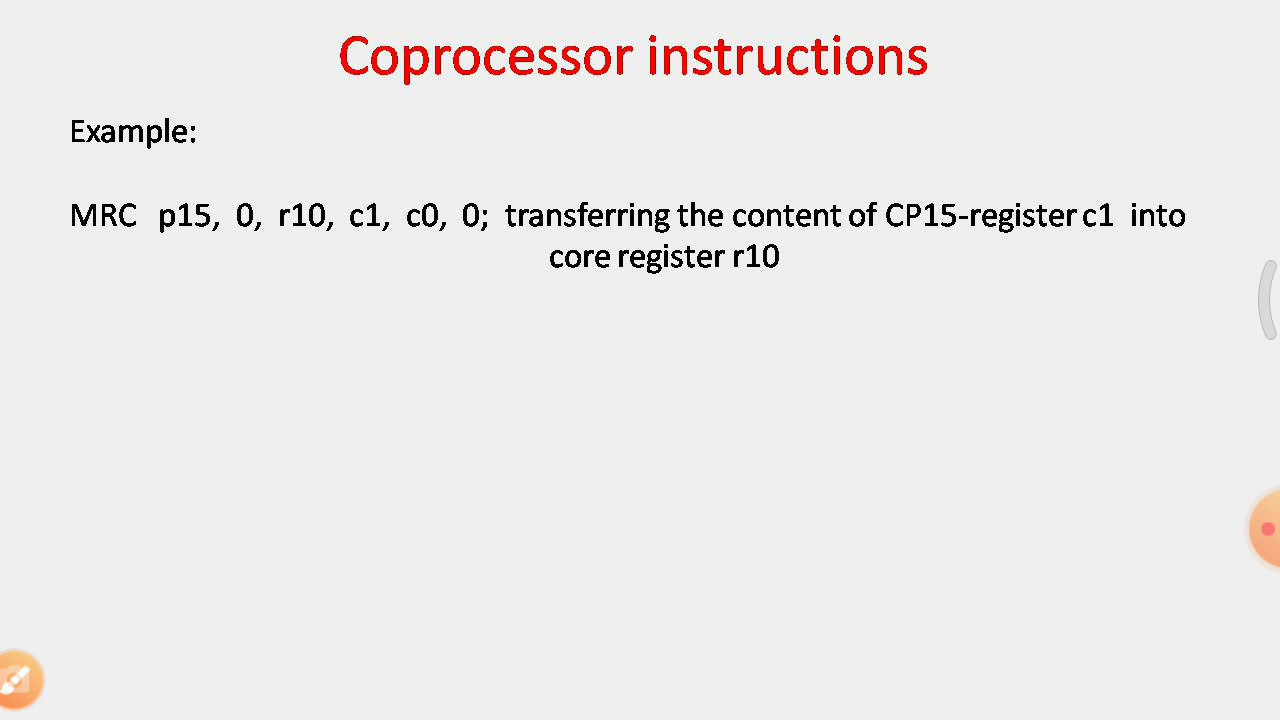 Coprocessor instructions
Example:
MRC p15, 0, r10, c1, c0, 0; transferring the content of CP15-register c1 into
core register r10